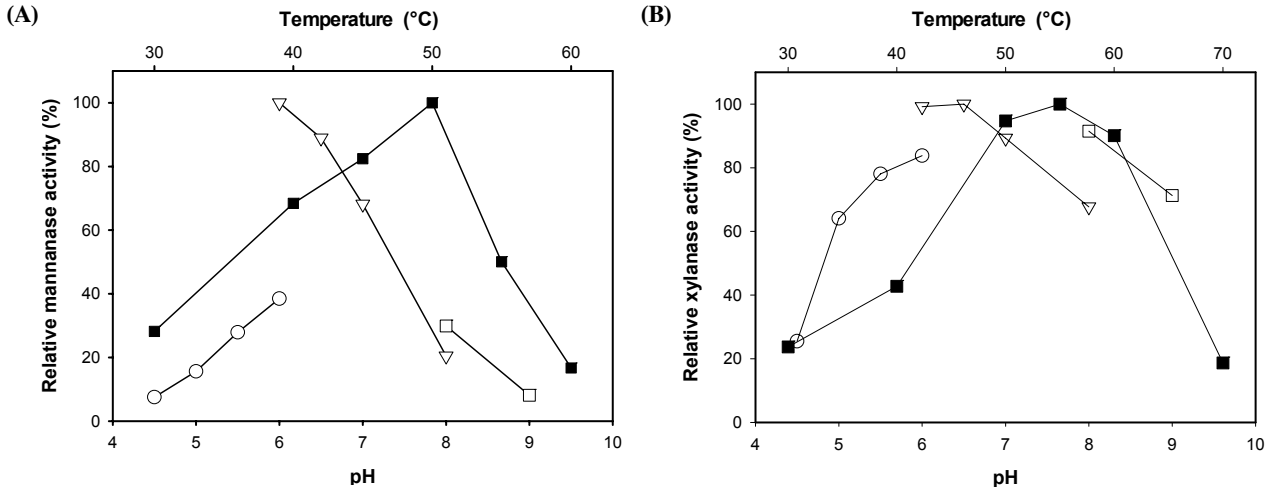 (A)
Temperature (°C)
30 40 50 60
Relative mannanase activity (%)
100
80
60
40
20
0
4 5 6 7 8 9 10
pH
(B)
Temperature (°C)
30 40 50 60 70
Relative xylanase activity (%)
100
80
60
40
20
0
4 5 6 7 8 9 10
pH